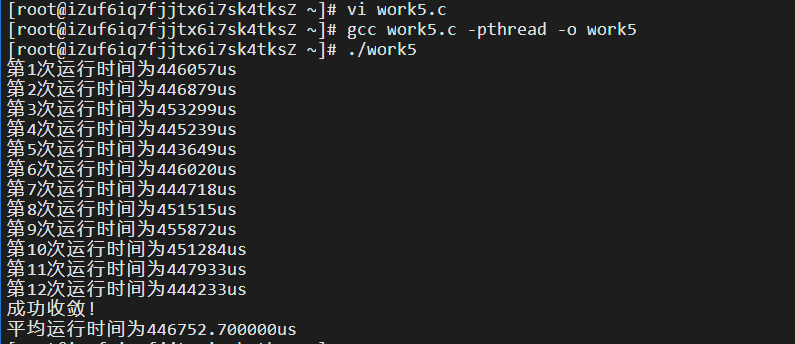 [root@iZuf6iq7fjjtx6i7sk4tksZ ~]# vi work5.c
[root@iZuf6iq7fjjtx6i7sk4tksZ ~]# gcc work5.c -pthread -o work5
[root@iZuf6iq7fjjtx6i7sk4tksZ ~]# ./work5
第1次运行时间为446057us
第2次运行时间为446879us
第3次运行时间为453299us
第4次运行时间为445239us
第5次运行时间为443649us
第6次运行时间为446020us
第7次运行时间为444718us
第8次运行时间为451515us
第9次运行时间为455872us
第10次运行时间为451284us
第11次运行时间为447933us
第12次运行时间为444233us
成功收敛!
平均运行时间为446752.700000us